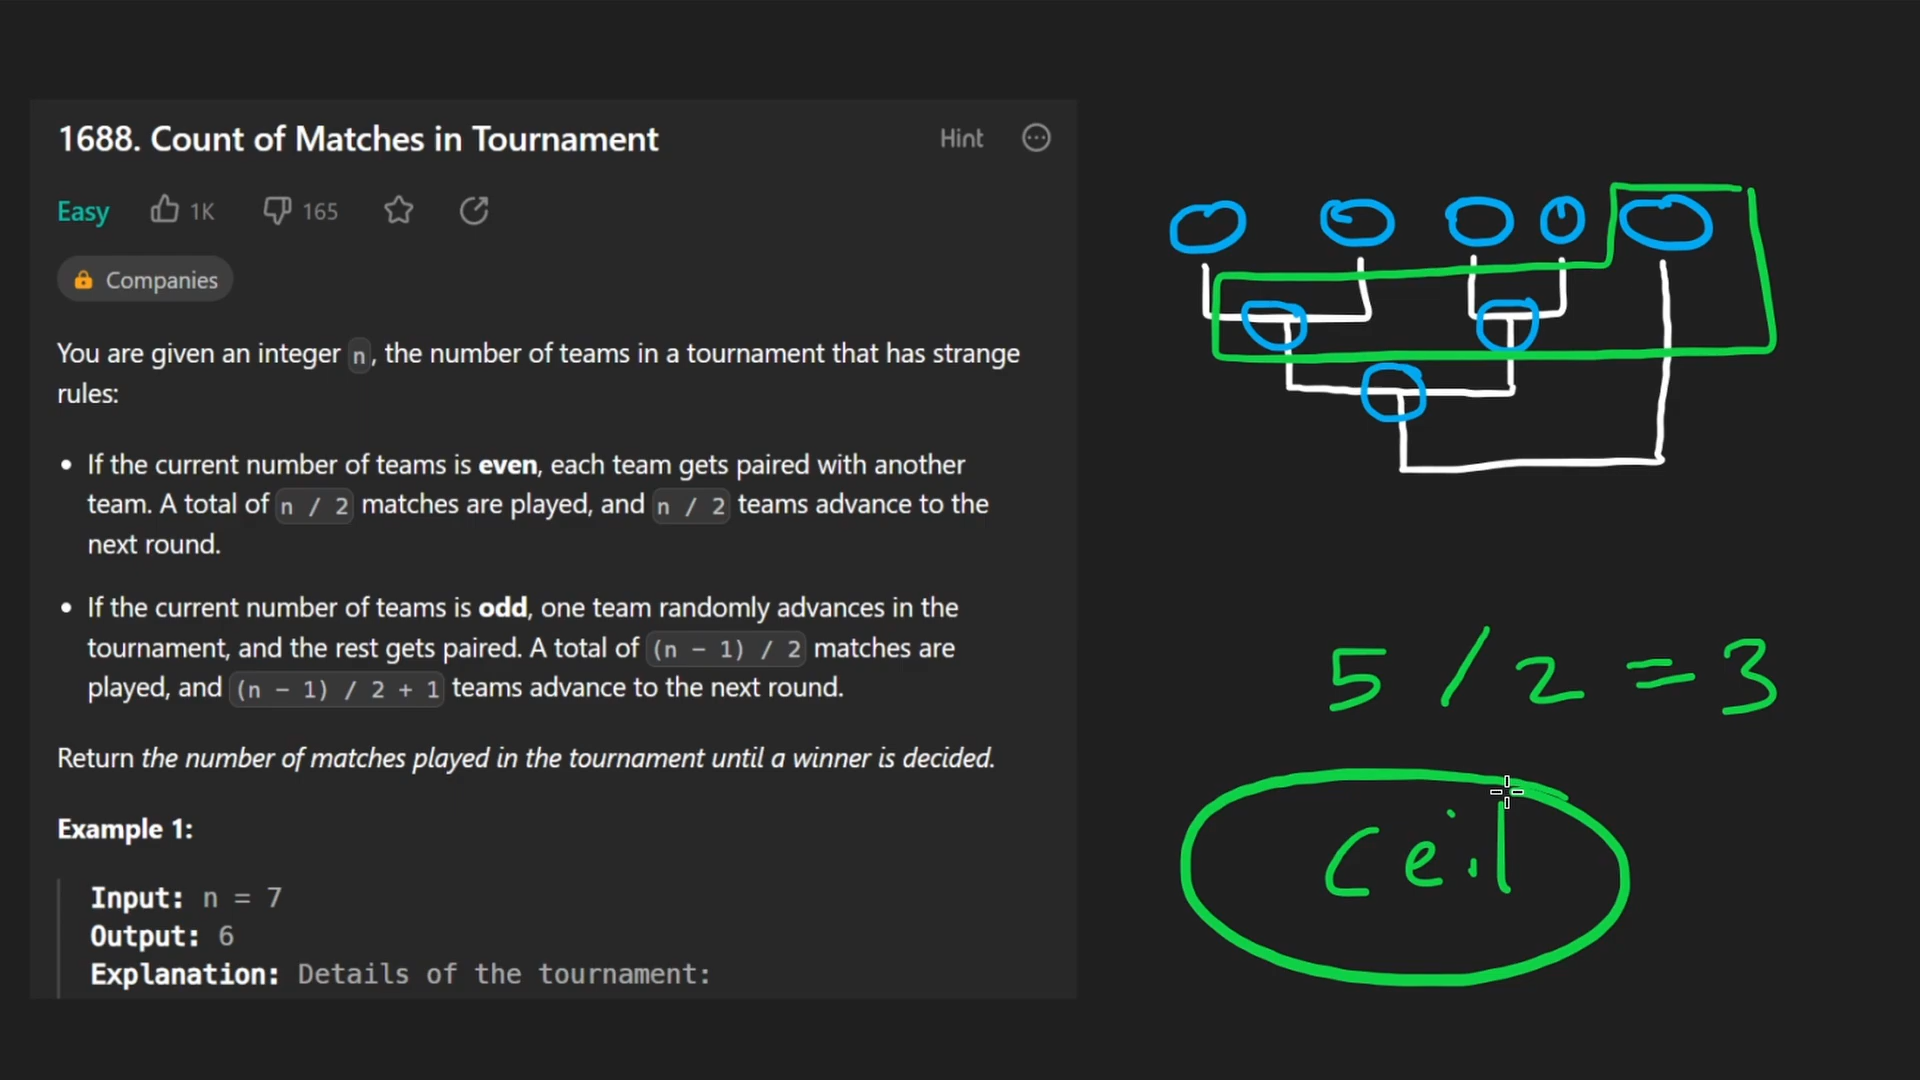 1688. Count of Matches in Tournament
Hint
Easy 1K 165
Companies
You are given an integer n, the number of teams in a tournament that has strange
rules:
• If the current number of teams is even, each team gets paired with another
team. A total of n / 2 matches are played, and n / 2 teams advance to the
next round.
• If the current number of teams is odd, one team randomly advances in the
tournament, and the rest gets paired. A total of (n - 1) / 2 matches are
played, and (n - 1) / 2 + 1 teams advance to the next round.
Return the number of matches played in the tournament until a winner is decided.
Example 1:
Input: n = 7
Output: 6
Explanation: Details of the tournament:
5 / 2 = 3
Ceil